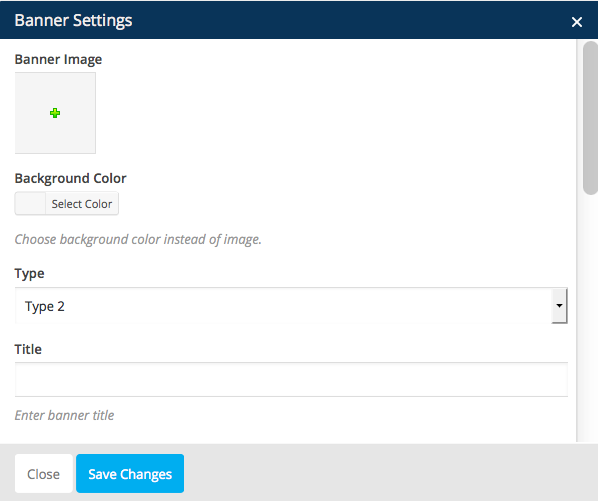 Banner Settings
Banner Image
Background Color
Select Color
Choose background color instead of image.
Type
Type 2
Title
Enter banner title
Close Save Changes